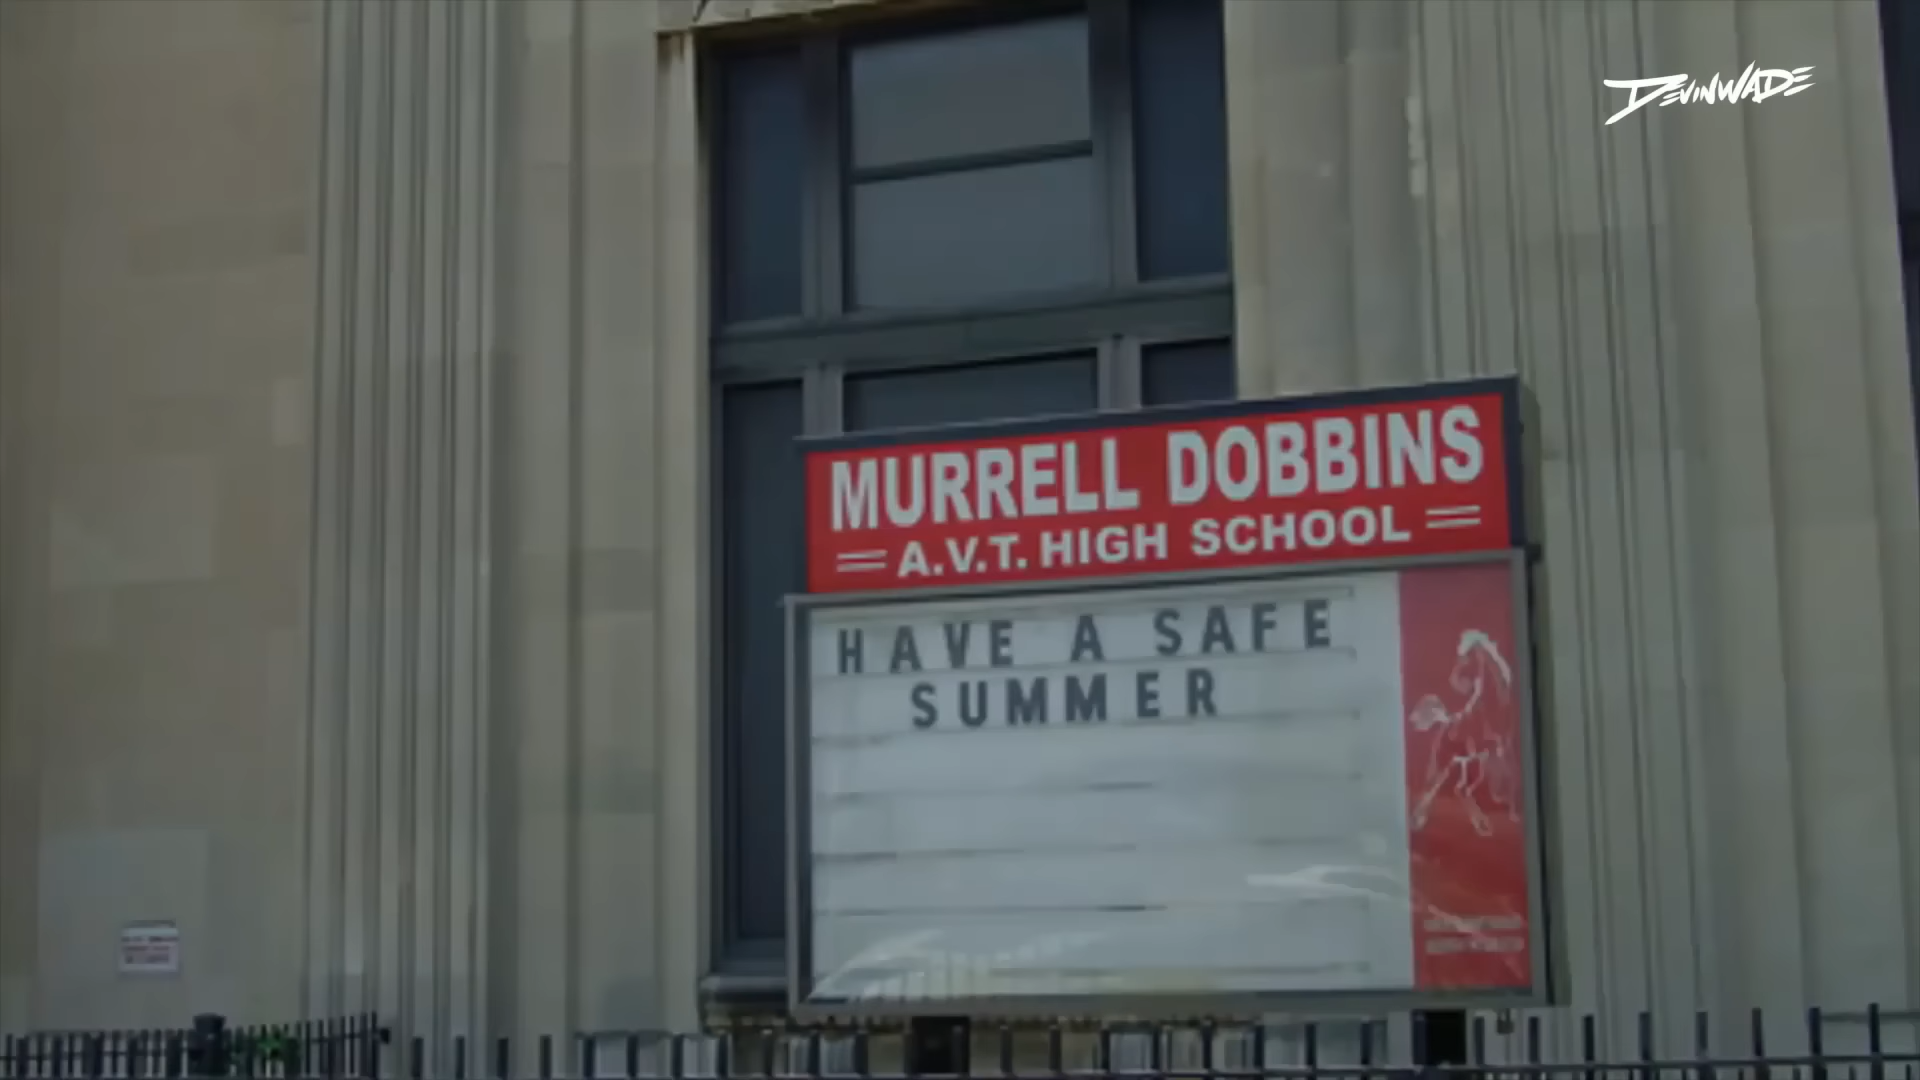 DEVINWADE
MURRELL DOBBINS
A.V.T. HIGH SCHOOL
HAVE A SAFE
SUMMER